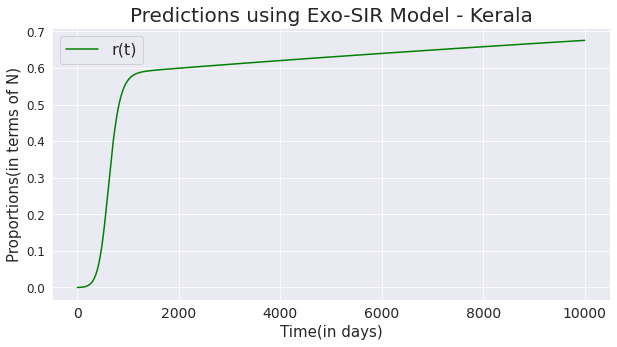 Predictions using Exo-SIR Model - Kerala
r(t)
Proportions(in terms of N)
0.7
0.6
0.5
0.4
0.3
0.2
0.1
0.0
0 2000 4000 6000 8000 10000
Time(in days)